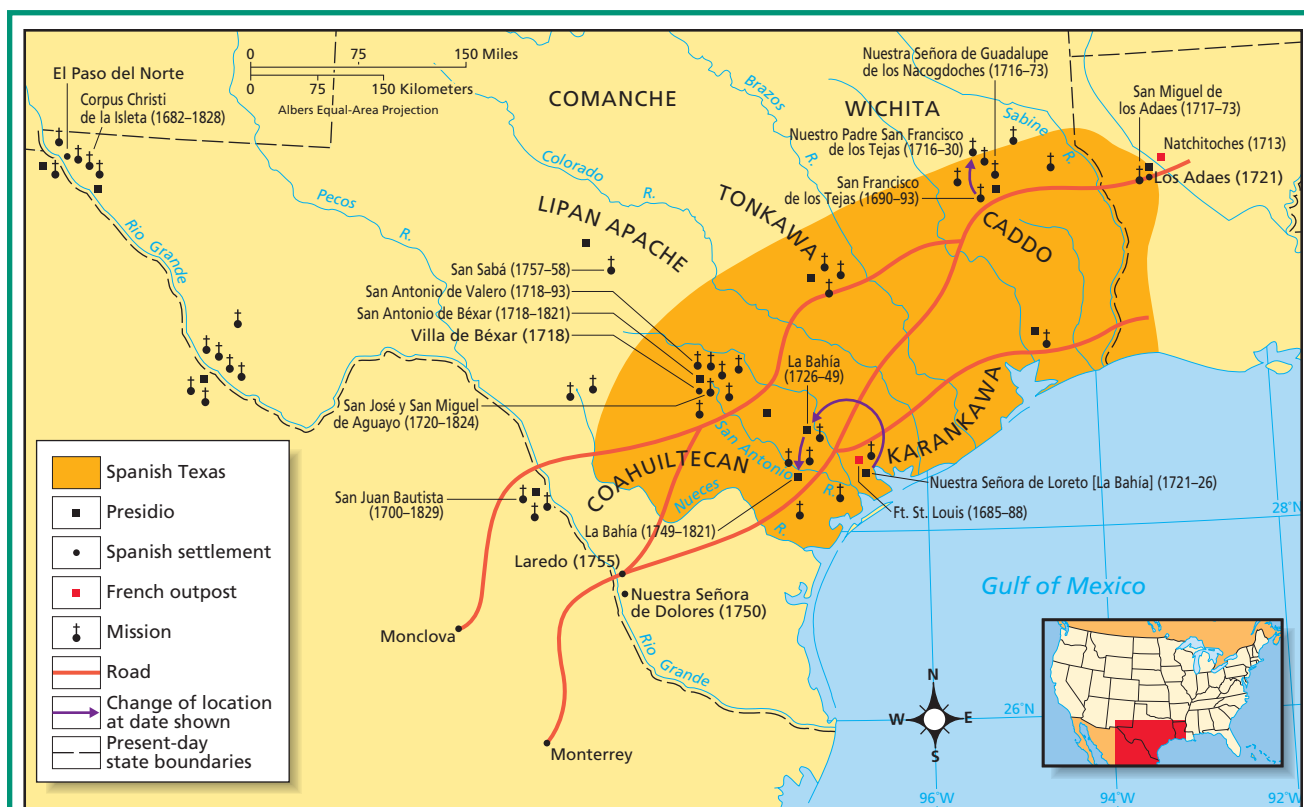 0 75 150 Miles
0 75 150 Kilometers
Albers Equal-Area Projection
El Paso del Norte
Corpus Christi
de la Isleta (1682–1828)
COMANCHE
Brazos
R.
WICHITA
Nuestra Señora de Guadalupe
de los Nacogdoches (1716–73)
San Miguel de
los Adaes (1717–73)
Natchitoches (1713)
Los Adaes (1721)
Sabine
R.
Nuestro Padre San Francisco
de los Tejas (1716–30)
San Francisco
de los Tejas (1690–93)
CADDO
Colorado
R.
TONKAWA
Pecos
R.
LIPAN APACHE
Rio Grande
San Sabá (1757–58)
San Antonio de Valero (1718–93)
San Antonio de Béxar (1718–1821)
Villa de Béxar (1718)
San José y San Miguel
de Aguayo (1720–1824)
La Bahía
(1726–49)
San Antonio
R.
KARANKAWA
COAHUILTECAN
Nueces
R.
Nuestra Señora de Loreto [La Bahía] (1721–26)
Ft. St. Louis (1685–88)
San Juan Bautista
(1700–1829)
La Bahía (1749–1821)
Laredo (1755)
Nuestra Señora
de Dolores (1750)
Monclova
Rio Grande
Monterrey
Gulf of Mexico
28°N
26°N
96°W
94°W
92°W
N
W
E
S
Spanish Texas
Presidio
Spanish settlement
French outpost
Mission
Road
Change of location
at date shown
Present-day
state boundaries